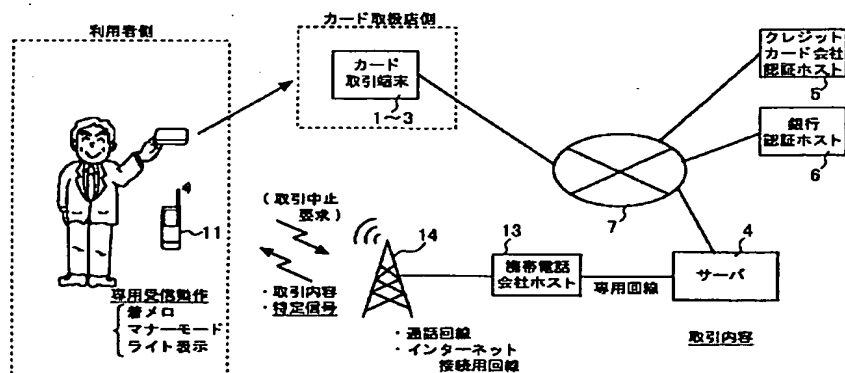 利用者側
カード取扱店側
カード
取引端末
1~3
クレジット
カード会社
認証ホスト
5
銀行
認証ホスト
6
7
(取引中止
要求)
11
14
13
携帯電話
会社ホスト
専用回線
4
サーバ
・取引内容
・特定信号
専用受信動作
着メロ
マナーモード
ライト表示
・通話回線
・インターネット
接続用回線
取引内容